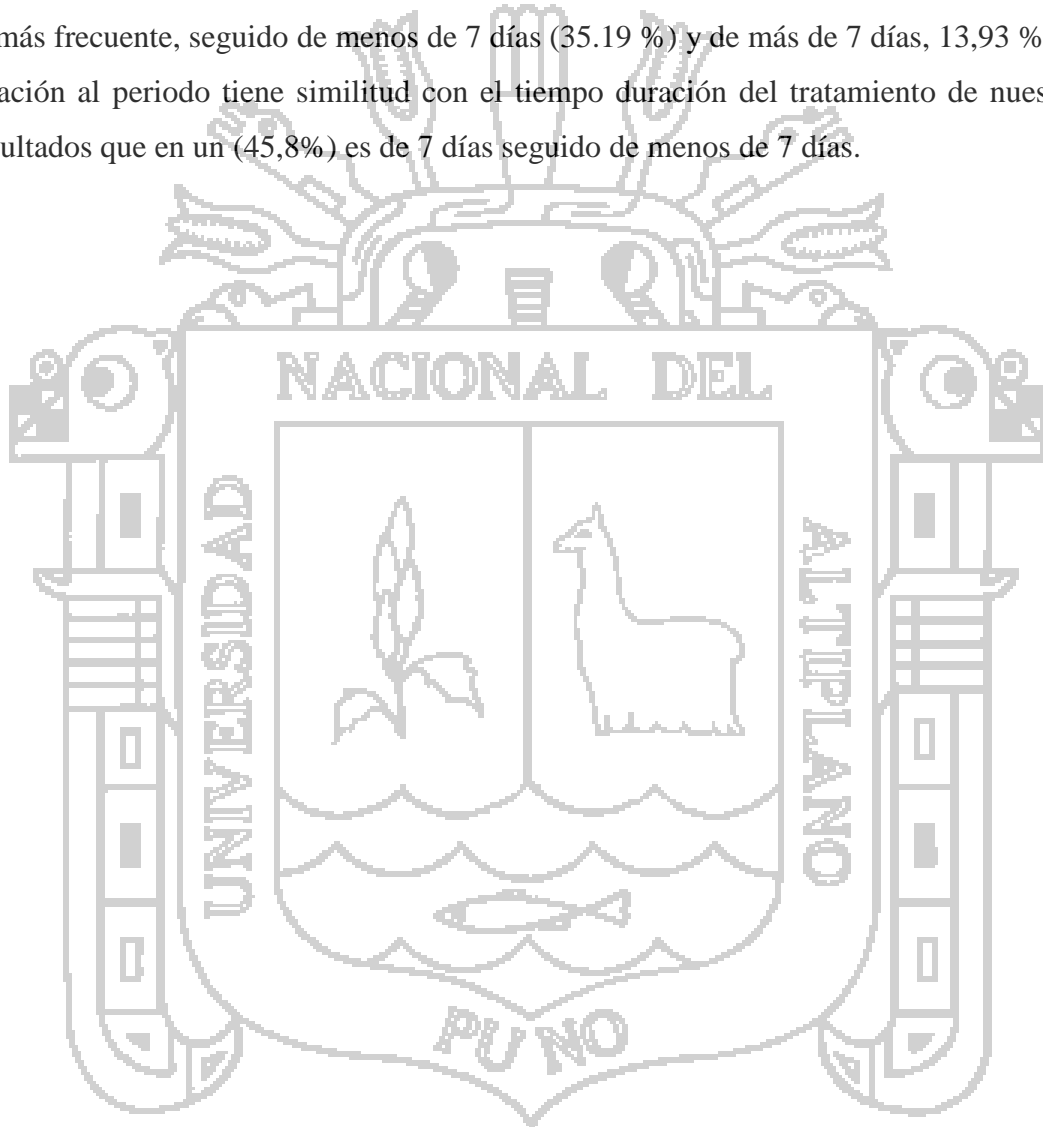 más frecuente, seguido de menos de 7 días (35.19 %) y de más de 7 días, 13,93 %
ación al periodo tiene similitud con el tiempo duración del tratamiento de nues
ultados que en un (45,8%) es de 7 días seguido de menos de 7 días.
NACIONAL DEL
UNIVERSIDAD
ALTIPLANO
PUNO